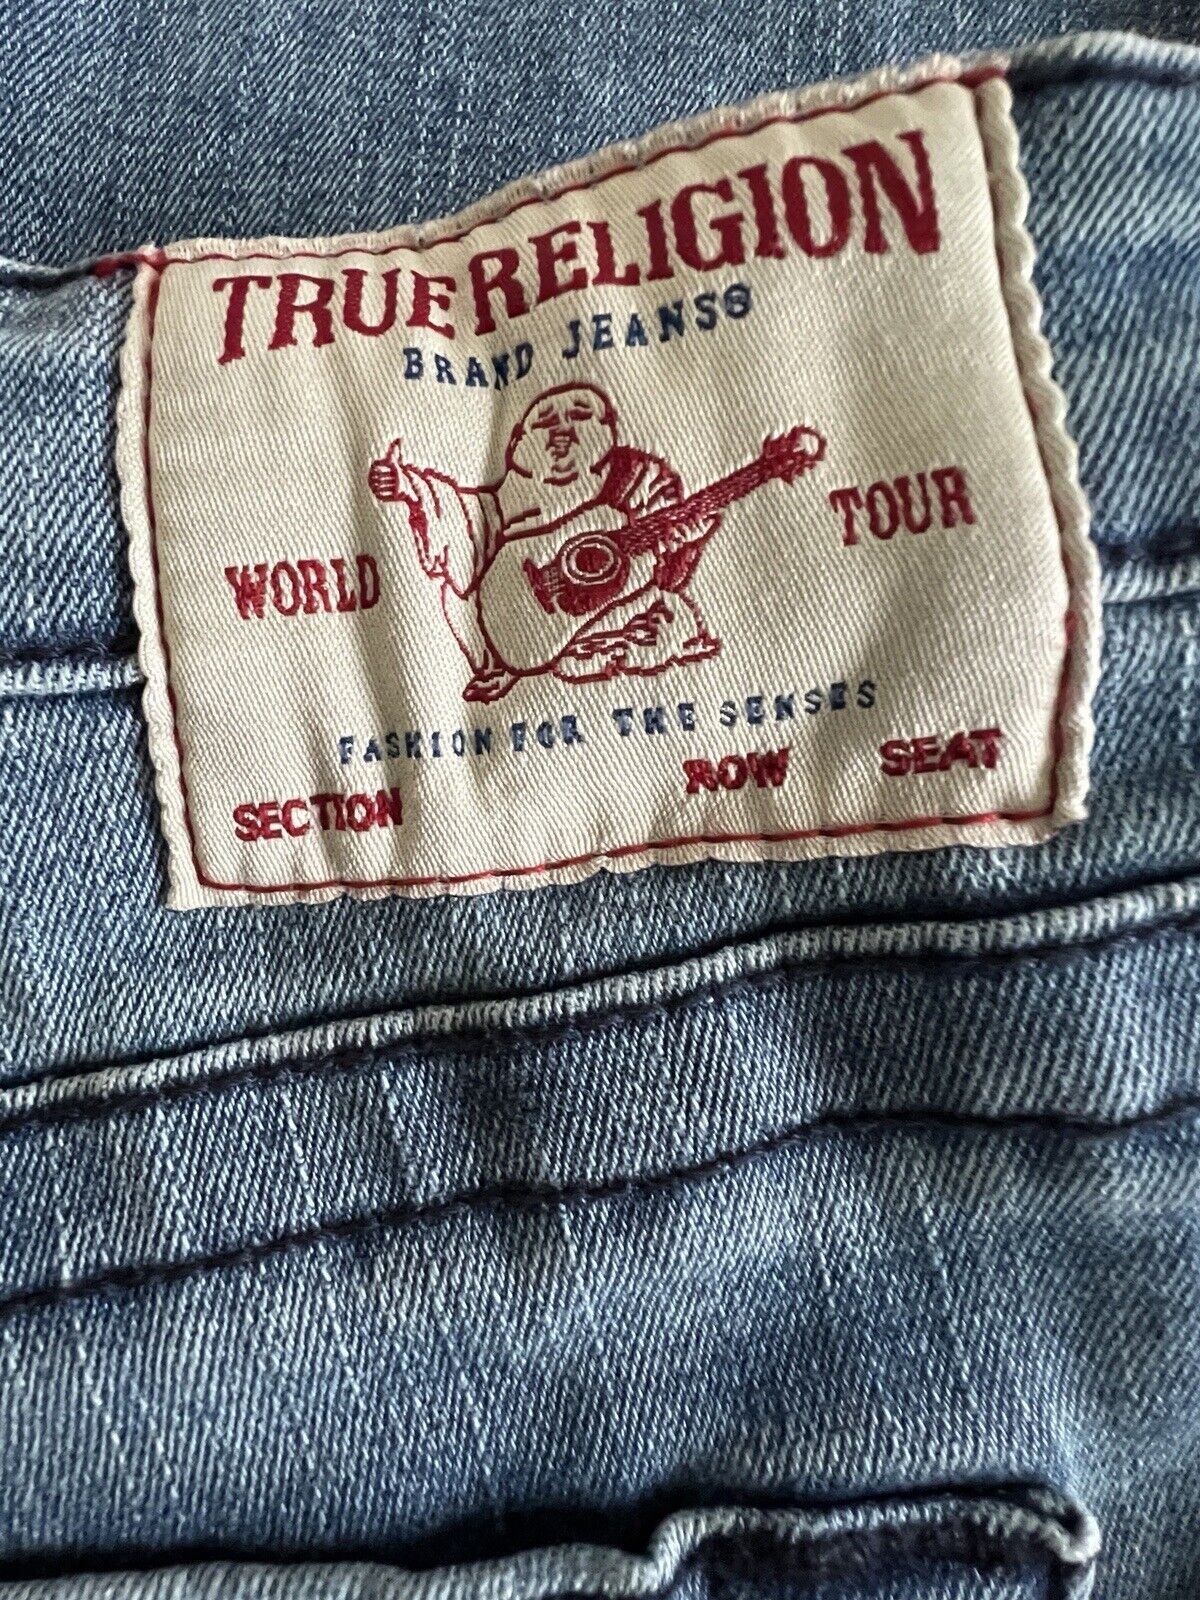 TRUE RELIGION
BRAND JEANS®
WORLD TOUR
FASHION FOR THE SENSES
SECTION ROW SEAT